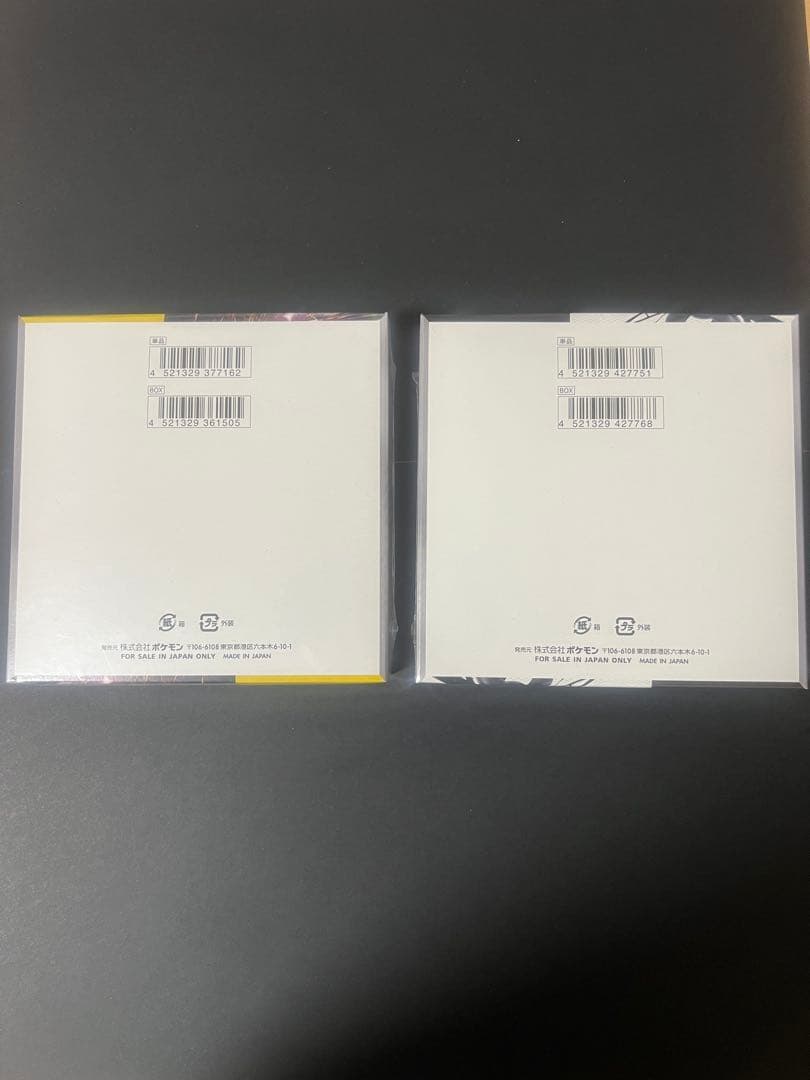 単品
4 521329 377162
BOX
4 521329 361505
紙 箱 プラ 外装
発売元 株式会社 ポケモン 〒106-6108 東京都港区六本木6-10-1
FOR SALE IN JAPAN ONLY MADE IN JAPAN
単品
4 521329 427751
BOX
4 521329 427768
紙 箱 プラ 外装
発売元 株式会社 ポケモン 〒106-6108 東京都港区六本木6-10-1
FOR SALE IN JAPAN ONLY MADE IN JAPAN